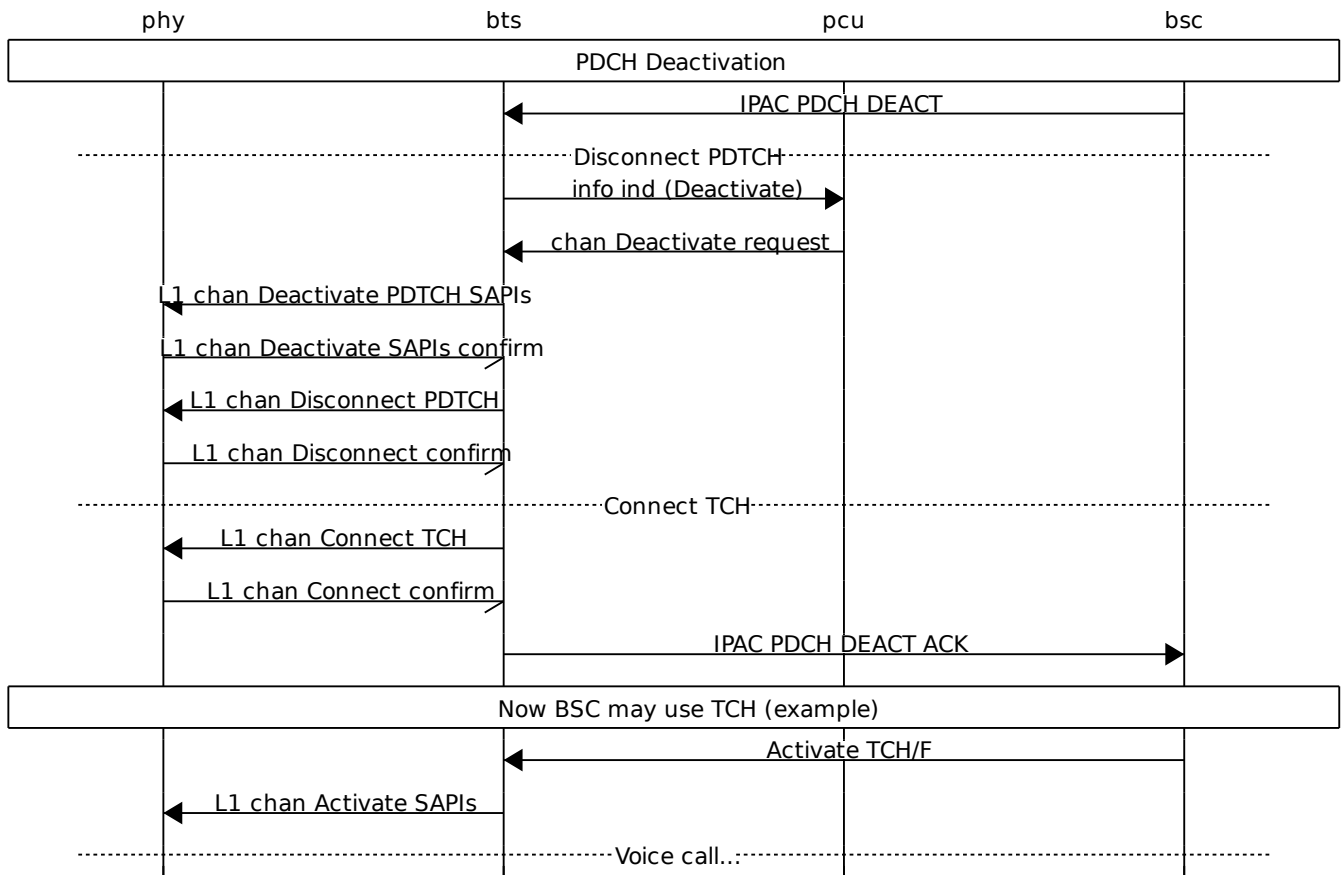 phy bts pcu bsc
PDCH Deactivation
IPAC PDCH DEACT
Disconnect PDTCH
info ind (Deactivate)
chan Deactivate request
L1 chan Deactivate PDTCH SAPIs
L1 chan Deactivate SAPIs confirm
L1 chan Disconnect PDTCH
L1 chan Disconnect confirm
Connect TCH
L1 chan Connect TCH
L1 chan Connect confirm
IPAC PDCH DEACT ACK
Now BSC may use TCH (example)
Activate TCH/F
L1 chan Activate SAPIs
Voice call...